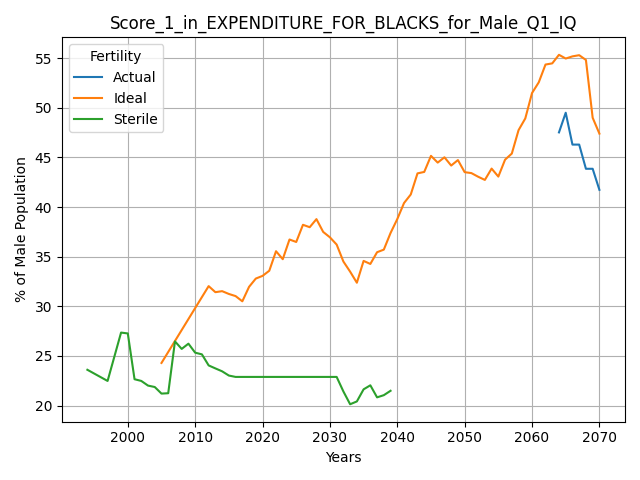 Score_1_in_EXPENDITURE_FOR_BLACKS_for_Male_Q1_IQ
Fertility
Actual
Ideal
Sterile
% of Male Population
55
50
45
40
35
30
25
20
2000 2010 2020 2030 2040 2050 2060 2070
Years